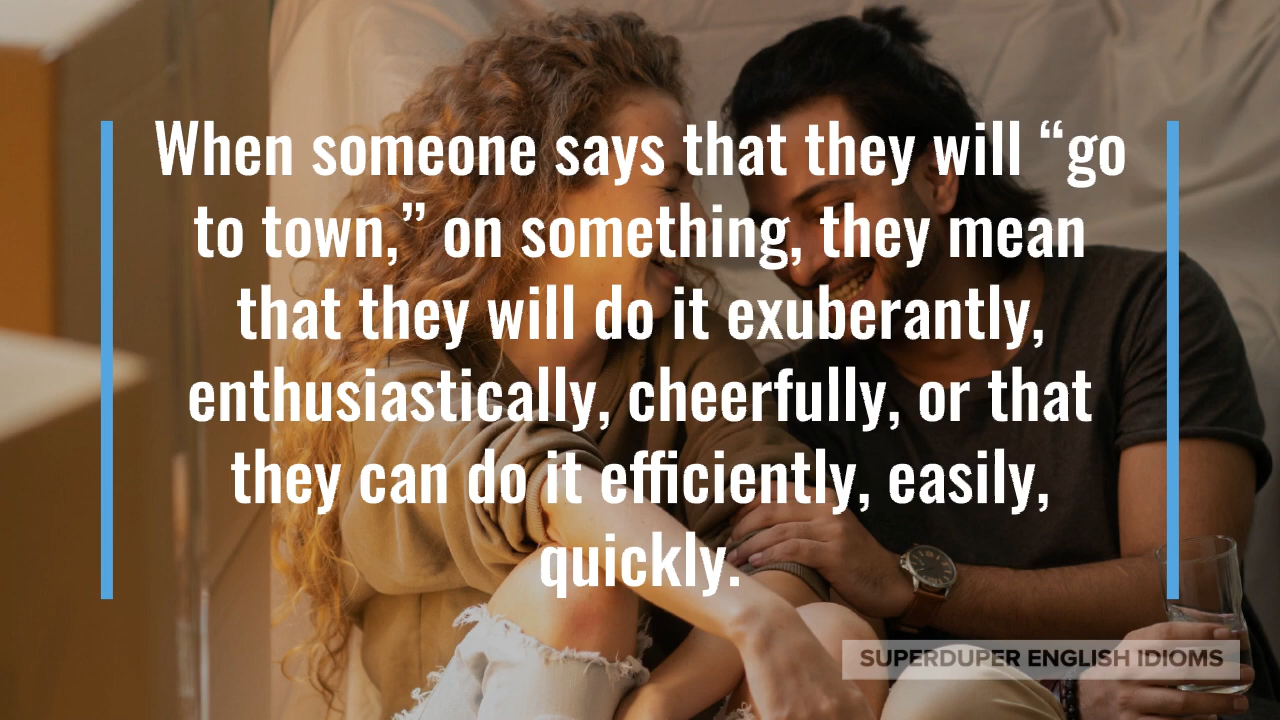 When someone says that they will “go
to town,” on something, they mean
that they will do it exuberantly,
enthusiastically, cheerfully, or that
they can do it efficiently, easily,
quickly.
SUPERDUPER ENGLISH IDIOMS